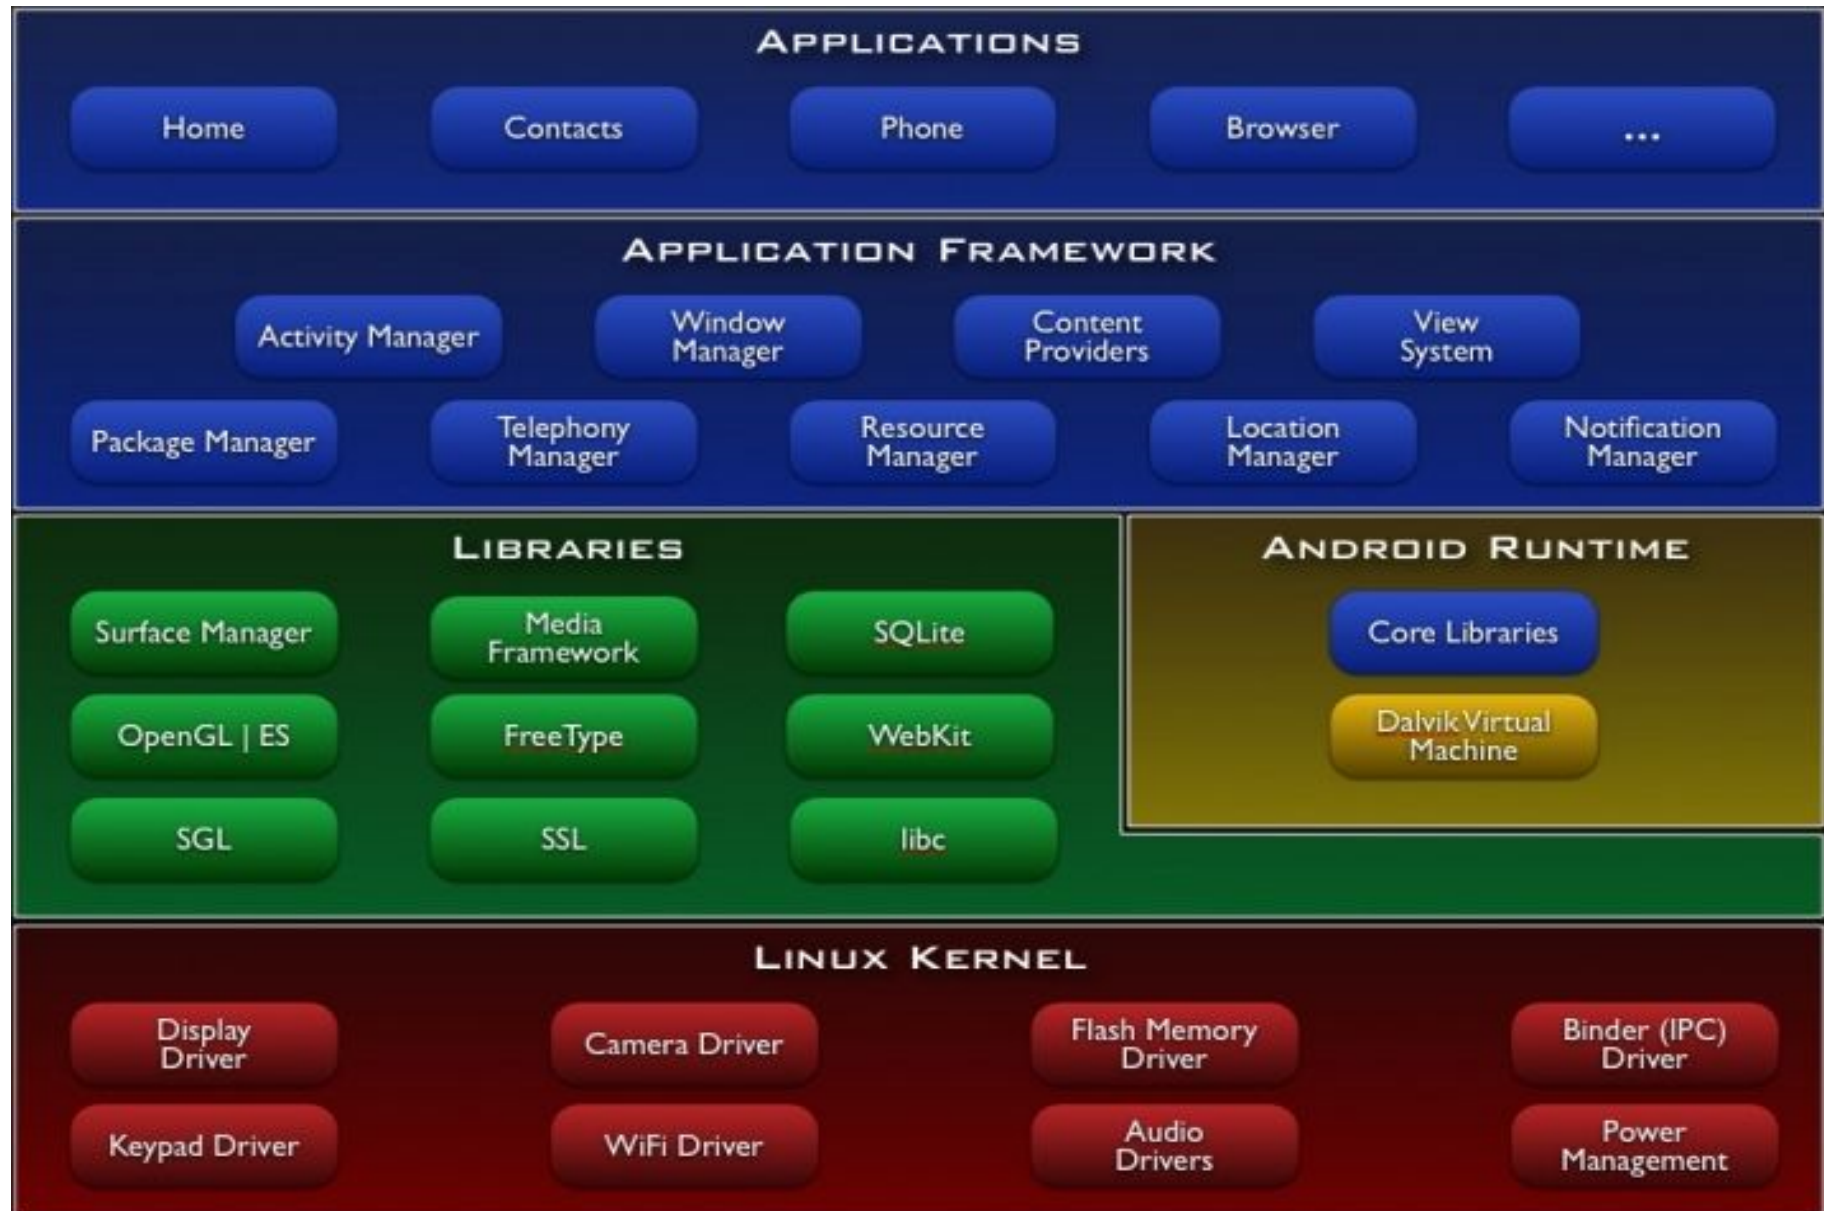 APPLICATIONS
Home
Contacts
Phone
Browser
...
APPLICATION FRAMEWORK
Activity Manager
Window
Manager
Content
Providers
View
System
Package Manager
Telephony
Manager
Resource
Manager
Location
Manager
Notification
Manager
LIBRARIES
Surface Manager
Media
Framework
SQLite
OpenGL | ES
FreeType
WebKit
SGL
SSL
libc
ANDROID RUNTIME
Core Libraries
Dalvik Virtual
Machine
LINUX KERNEL
Display
Driver
Camera Driver
Flash Memory
Driver
Binder (IPC)
Driver
Keypad Driver
WiFi Driver
Audio
Drivers
Power
Management